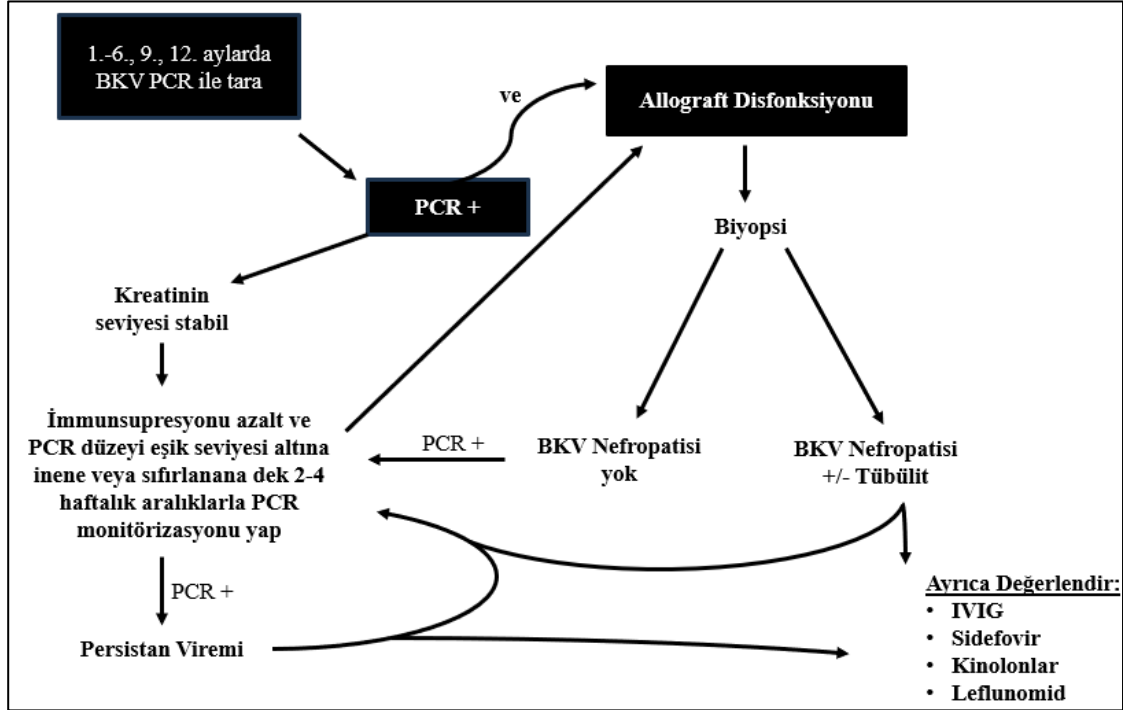 1.-6., 9., 12. aylarda
BKV PCR ile tara
ve
Allograft Disfonksiyonu
PCR +
Biyopsi
Kreatinin
seviyesi stabil
İmmunsupresyonu azalt ve
PCR düzeyi eşik seviyesi altına
inene veya sıfırlanana dek 2-4
haftalık aralıklarla PCR
monitörizasyonu yap
PCR +
BKV Nefropatisi
yok
BKV Nefropatisi
+/- Tübülit
PCR +
Persistan Viremi
Ayrıca Değerlendir:
• IVIG
• Sidefovir
• Kinolonlar
• Leflunomid